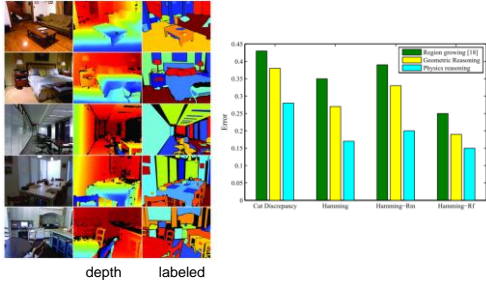 depth labeled
0.45
0.4
0.35
0.3
0.25
0.2
0.15
0.1
0.05
0
Error
Region growing [18]
Geometric Reasoning
Physics reasoning
Cut Discrepancy Hamming Hamming-Rm Hamming-Rf